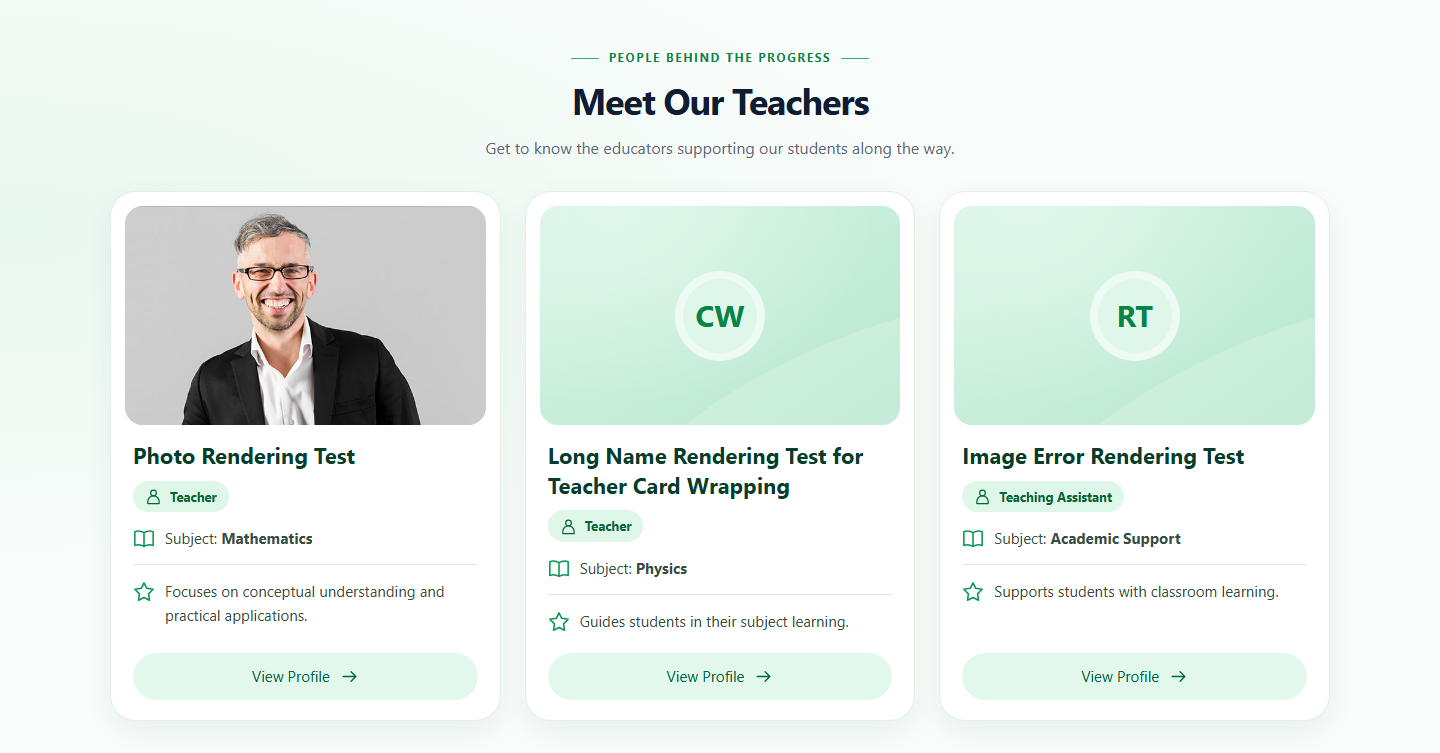 PEOPLE BEHIND THE PROGRESS
Meet Our Teachers
Get to know the educators supporting our students along the way.
Photo Rendering Test
Teacher
Subject: Mathematics
Focuses on conceptual understanding and
practical applications.
View Profile
CW
Long Name Rendering Test for
Teacher Card Wrapping
Teacher
Subject: Physics
Guides students in their subject learning.
View Profile
RT
Image Error Rendering Test
Teaching Assistant
Subject: Academic Support
Supports students with classroom learning.
View Profile